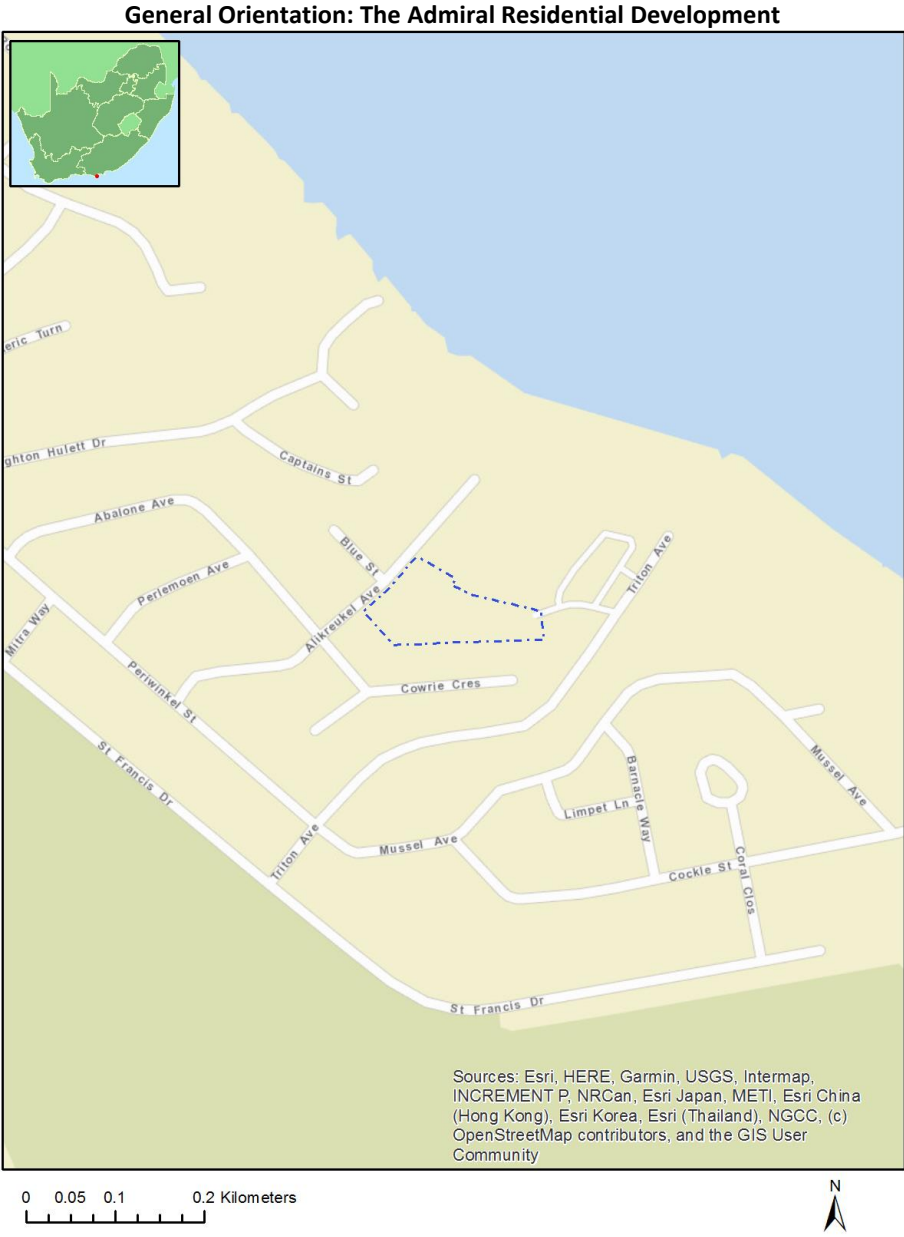 General Orientation: The Admiral Residential Development
eric Turn
ghton Hulett Dr
Captains St
Abalone Ave
Blue St
Triton Ave
Perlemoen Ave
Alikreukel Ave
Mitra Way
Periwinkel St
Cowrie Cres
St Francis Dr
Mussel Ave
Barnacle Way
Limpet Ln
Triton Ave
Mussel Ave
Cockle St
Coral Clos
St Francis Dr
Sources: Esri, HERE, Garmin, USGS, Intermap,
INCREMENT P, NRCan, Esri Japan, METI, Esri China
(Hong Kong), Esri Korea, Esri (Thailand), NGCC, (c)
OpenStreetMap contributors, and the GIS User
Community
0 0.05 0.1 0.2 Kilometers
N